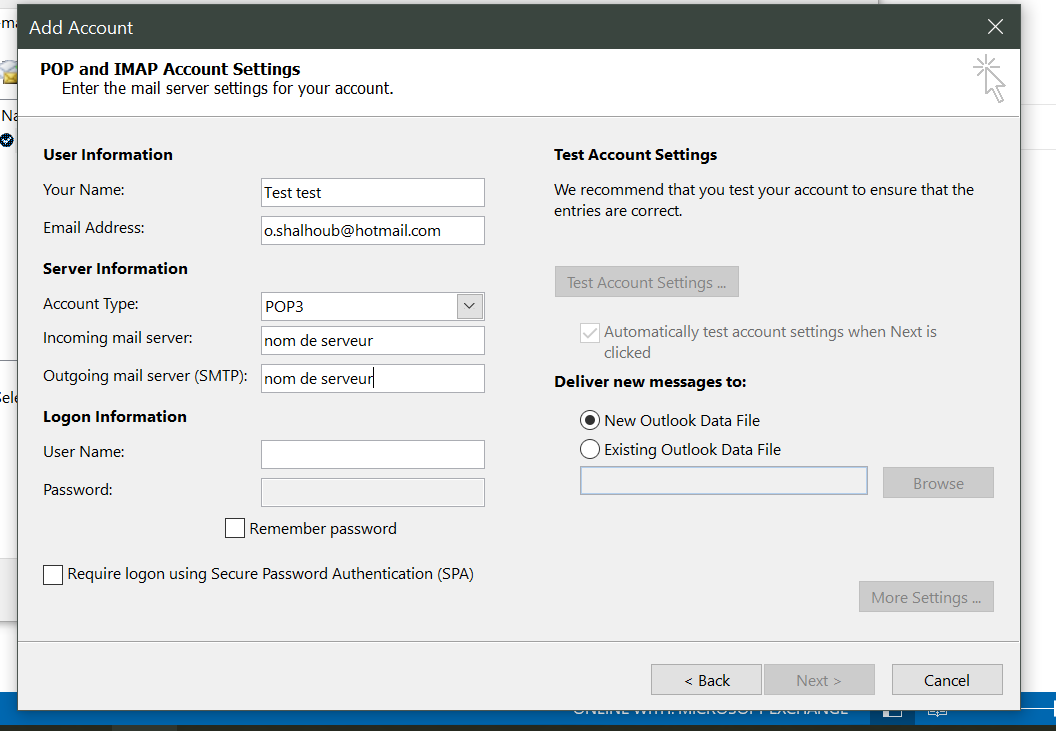 Add Account
POP and IMAP Account Settings
Enter the mail server settings for your account.
User Information
Your Name:
Test test
Email Address:
o.shalhoub@hotmail.com
Server Information
Account Type:
POP3
Incoming mail server:
nom de serveur
Outgoing mail server (SMTP):
nom de serveur
Logon Information
User Name:
Password:
Remember password
Require logon using Secure Password Authentication (SPA)
Test Account Settings
We recommend that you test your account to ensure that the
entries are correct.
Test Account Settings ...
Automatically test account settings when Next is
clicked
Deliver new messages to:
New Outlook Data File
Existing Outlook Data File
Browse
More Settings ...
< Back
Next >
Cancel
ONLINE WITH: MICROSOFT EXCHANGE